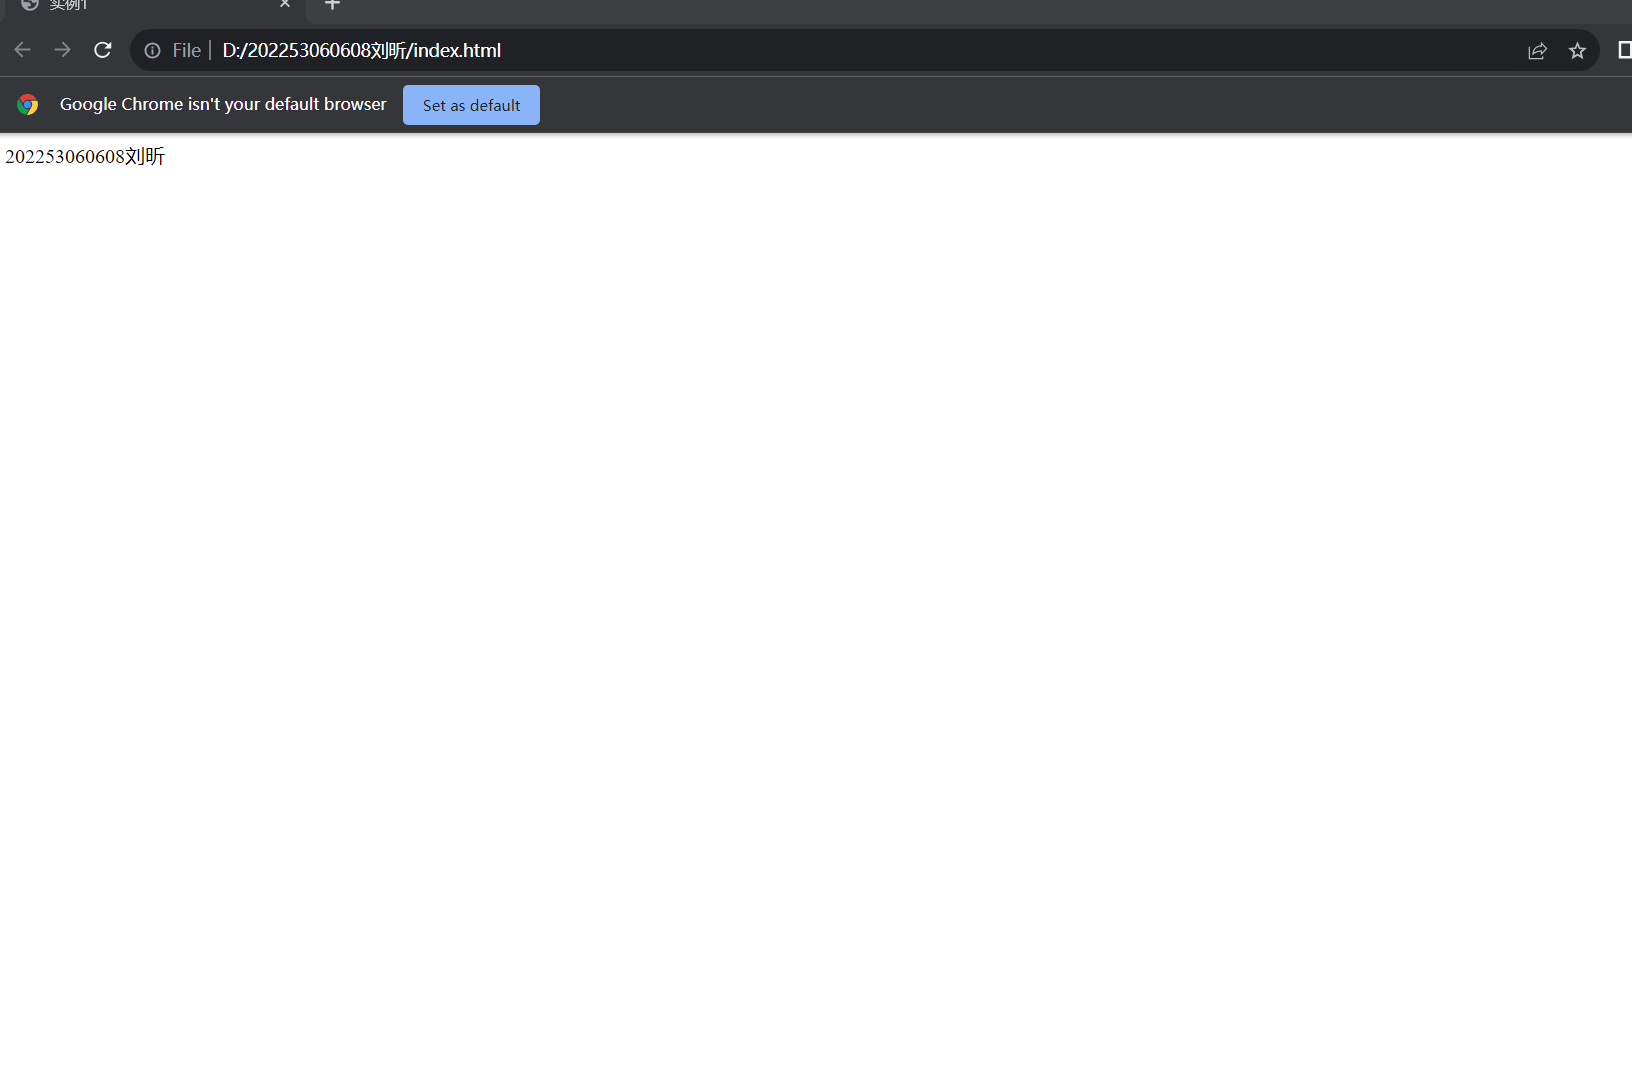 实例1
File D:/202253060608刘昕/index.html
Google Chrome isn't your default browser Set as default
202253060608刘昕